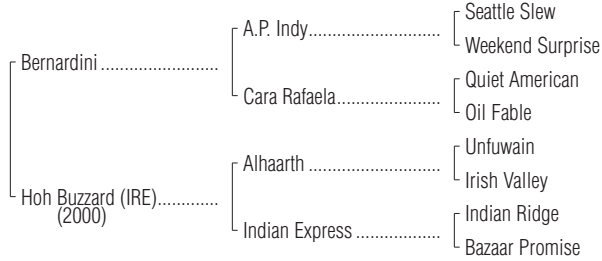 Seattle Slew
A.P. Indy............................
Weekend Surprise
Bernardini.........................
Quiet American
Cara Rafaela......................
Oil Fable
Unfuwain
Alhaarth............................
Irish Valley
Hoh Buzzard (IRE).............
(2000)
Indian Ridge
Indian Express..................
Bazaar Promise